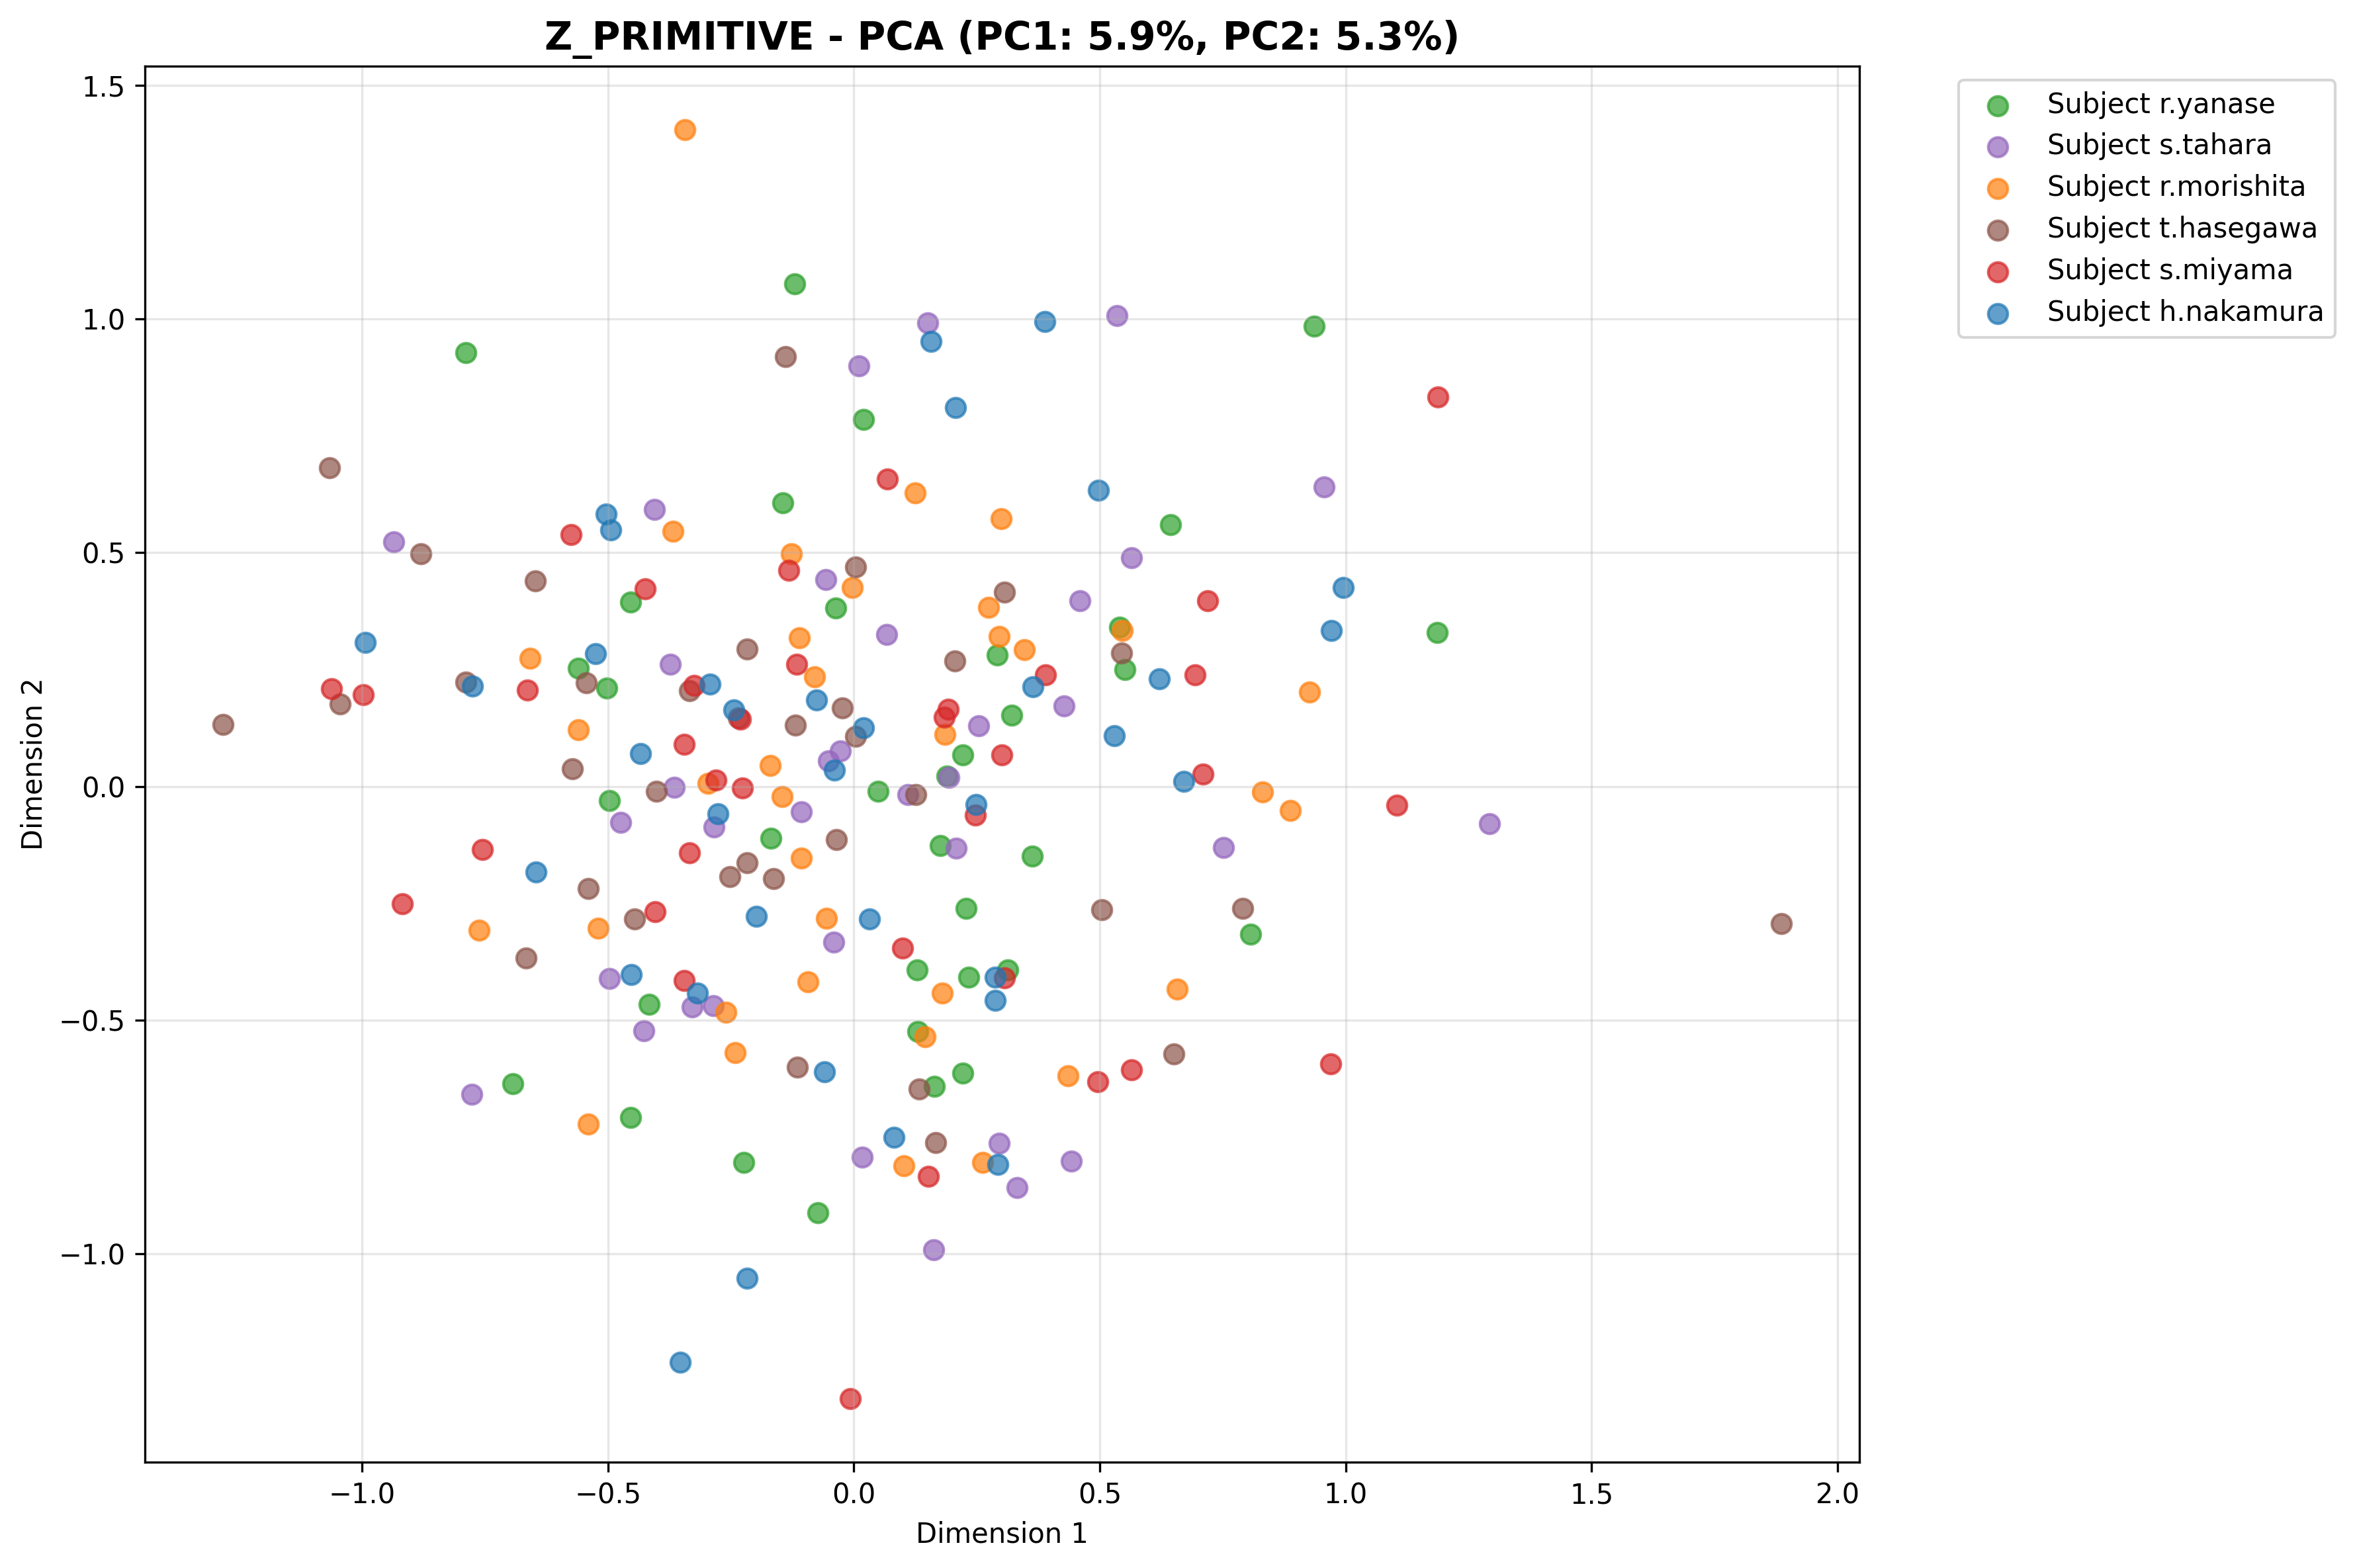 Z_PRIMITIVE - PCA (PC1: 5.9%, PC2: 5.3%)
Subject r.yanase
Subject s.tahara
Subject r.morishita
Subject t.hasegawa
Subject s.miyama
Subject h.nakamura
1.5
1.0
0.5
0.0
−0.5
−1.0
Dimension 2
−1.0
−0.5
0.0
0.5
1.0
1.5
2.0
Dimension 1